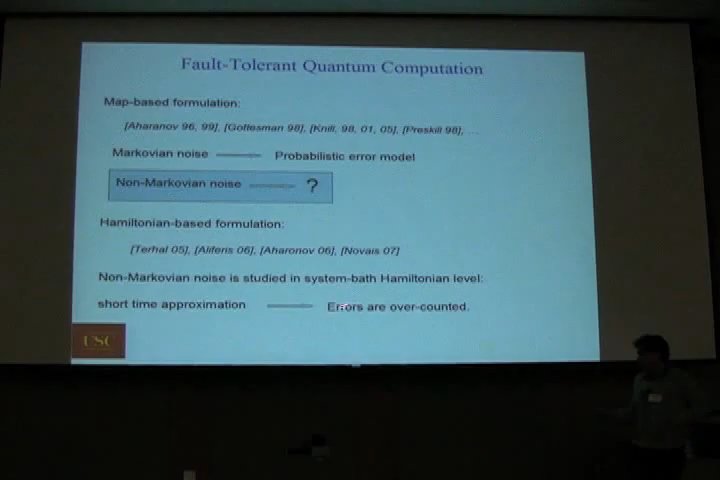 Fault-Tolerant Quantum Computation
Map-based formulation:
[Aharanov 96, 99], [Gottesman 98], [Knill, 98, 01, 05], [Preskill 98], ...
Markovian noise Probabilistic error model
Non-Markovian noise ?
Hamiltonian-based formulation:
[Terhal 05], [Aliferis 06], [Aharonov 06], [Novais 07]
Non-Markovian noise is studied in system-bath Hamiltonian level:
short time approximation Errors are over-counted.
USC